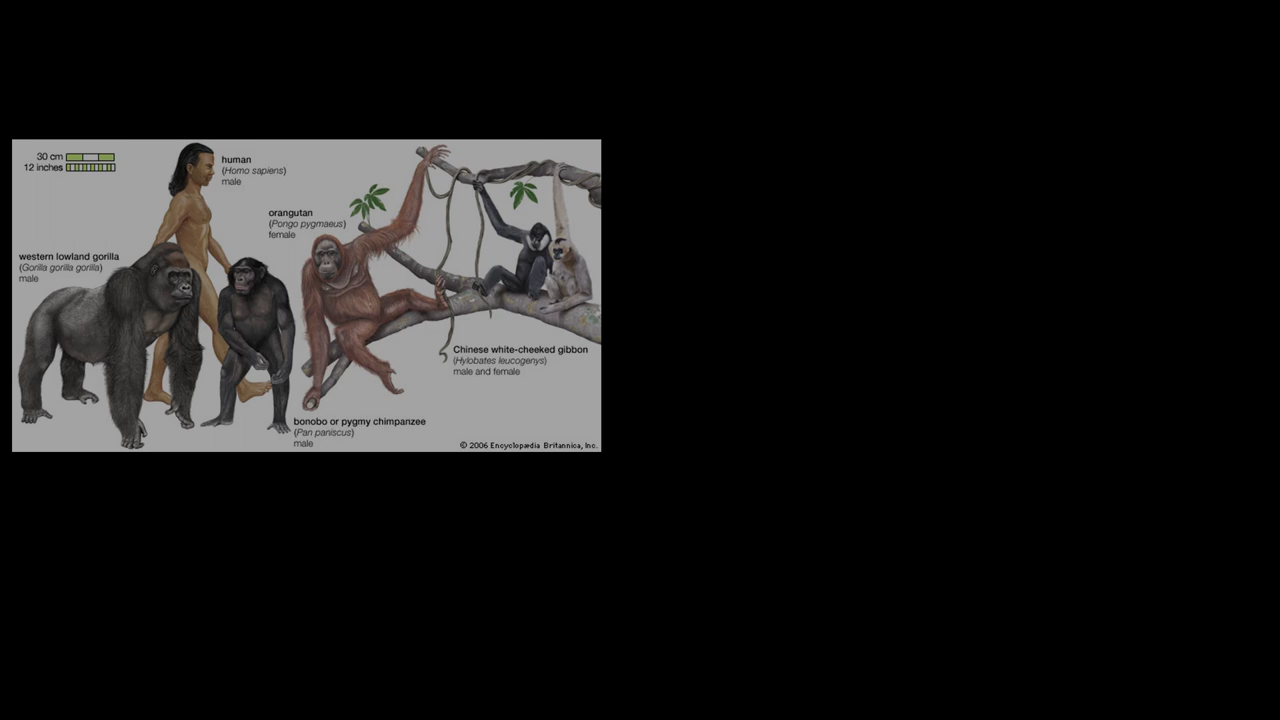 30 cm
12 inches
human
(Homo sapiens)
male
orangutan
(Pongo pygmaeus)
female
western lowland gorilla
(Gorilla gorilla gorilla)
male
Chinese white-cheeked gibbon
(Hylobates leucogenys)
male and female
bonobo or pygmy chimpanzee
(Pan paniscus)
male
© 2006 Encyclopædia Britannica, Inc.